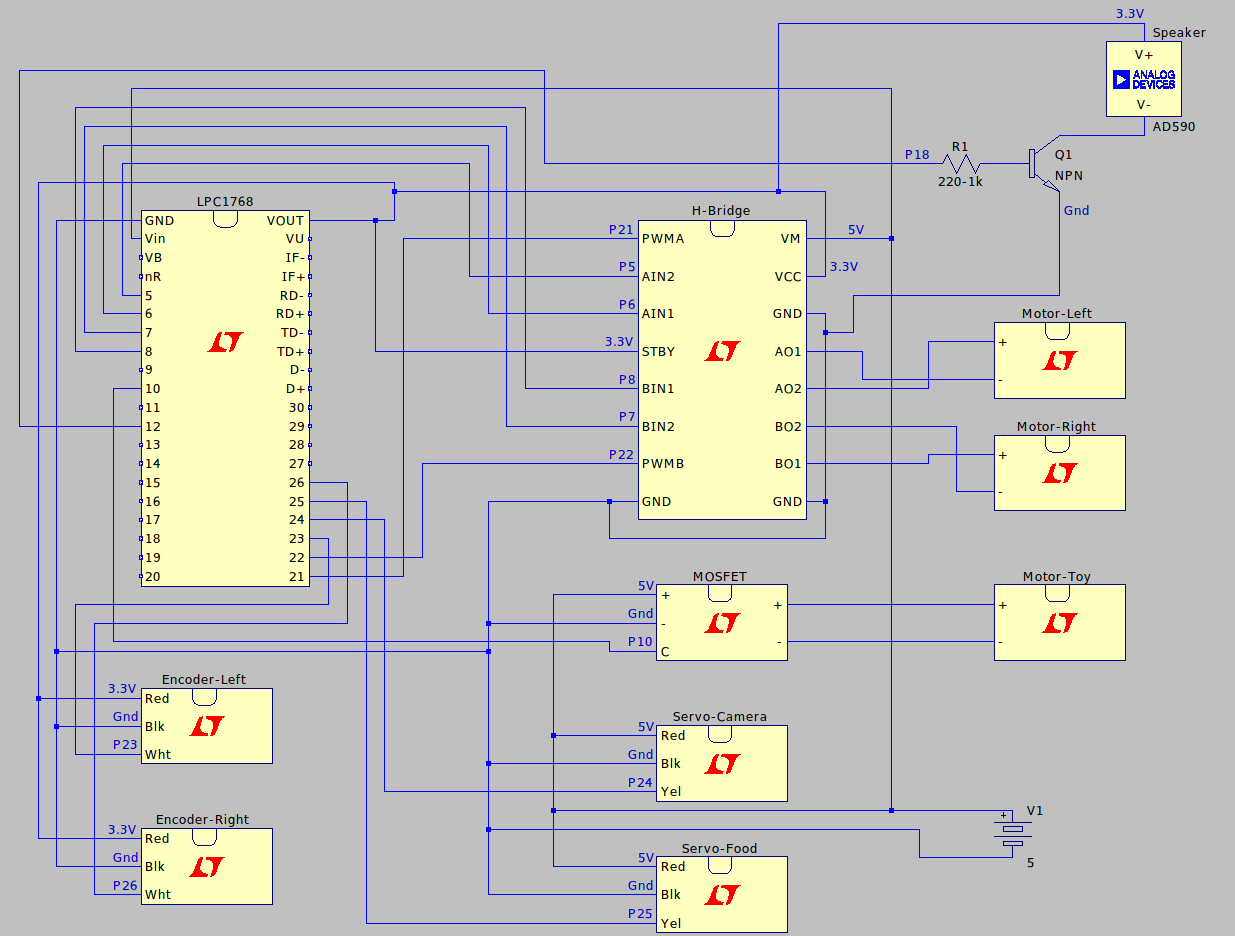 3.3V
Speaker
V+
ANALOG
DEVICES
V-
AD590
P18
R1
220-1k
Q1
NPN
Gnd
LPC1768
GND
Vin
VB
nR
5
6
7
8
9
10
11
12
13
14
15
16
17
18
19
20
VOUT
VU
IF-
IF+
RD-
RD+
TD-
TD+
D-
D+
30
29
28
27
26
25
24
23
22
21
H-Bridge
P21
P5
P6
3.3V
P8
P7
P22
PWMA
AIN2
AIN1
STBY
BIN1
BIN2
PWMB
GND
VM
VCC
GND
AO1
AO2
BO2
BO1
GND
5V
3.3V
Motor-Left
+
-
Motor-Right
+
-
MOSFET
5V
Gnd
P10
+
-
C
+
-
Motor-Toy
+
-
Encoder-Left
3.3V
Gnd
P23
Red
Blk
Wht
Servo-Camera
5V
Gnd
P24
Red
Blk
Yel
Encoder-Right
3.3V
Gnd
P26
Red
Blk
Wht
Servo-Food
5V
Gnd
P25
Red
Blk
Yel
+
V1
5